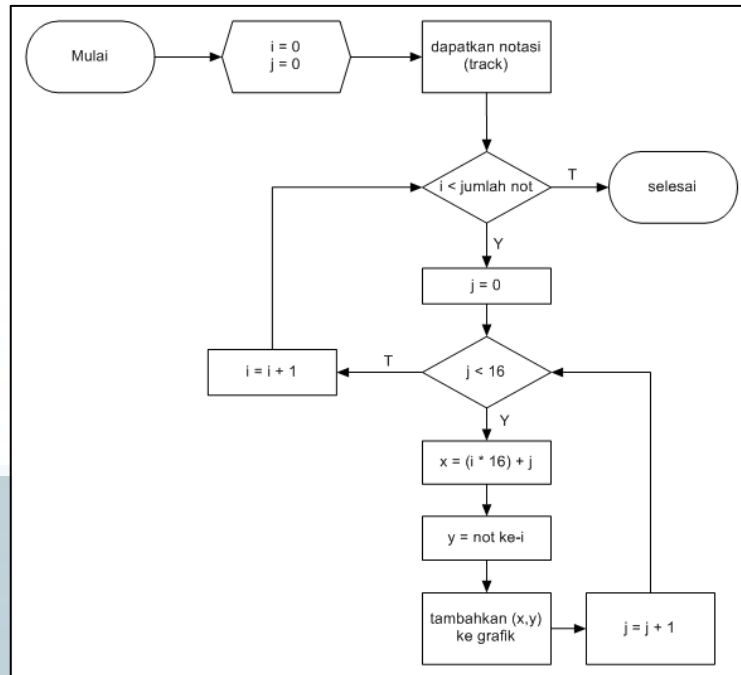 Mulai
i = 0
j = 0
dapatkan notasi
(track)
i < jumlah not
T
selesai
Y
j = 0
i = i + 1
T
j < 16
Y
x = (i * 16) + j
y = not ke-i
tambahkan (x,y)
ke grafik
j = j + 1